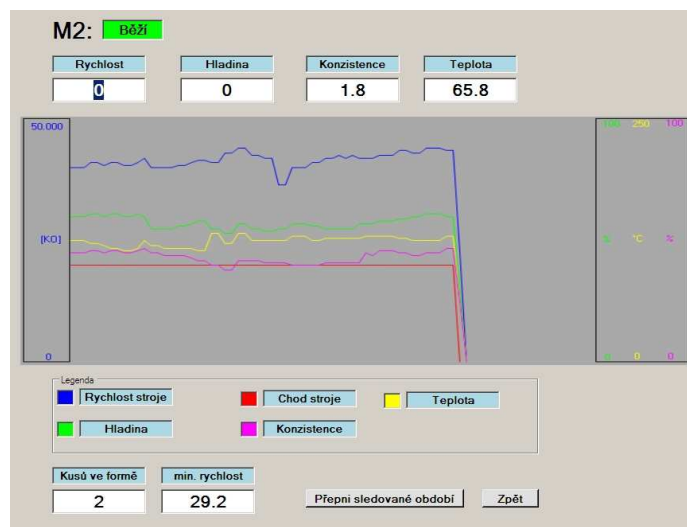 M2: Běží
Rychlost Hladina Konzistence Teplota
0 0 1.8 65.8
50.000 100 250 100
[KO] % °C %
0 0 0 0
Legenda
Rychlost stroje Chod stroje Teplota
Hladina Konzistence
Kusů ve formě min. rychlost
2 29.2 Přepni sledované období Zpět